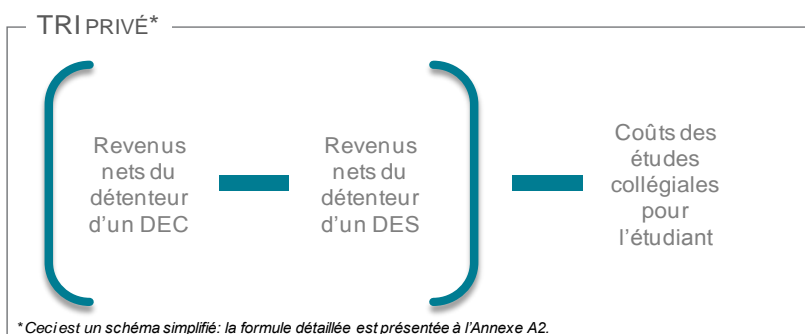 TRI PRIVÉ*
Revenus
nets du
détenteur
d'un DEC
Revenus
nets du
détenteur
d'un DES
Coûts des
études
collégiales
pour
l'étudiant
*Ceci est un schéma simplifié: la formule détaillée est présentée à l'Annexe A2.